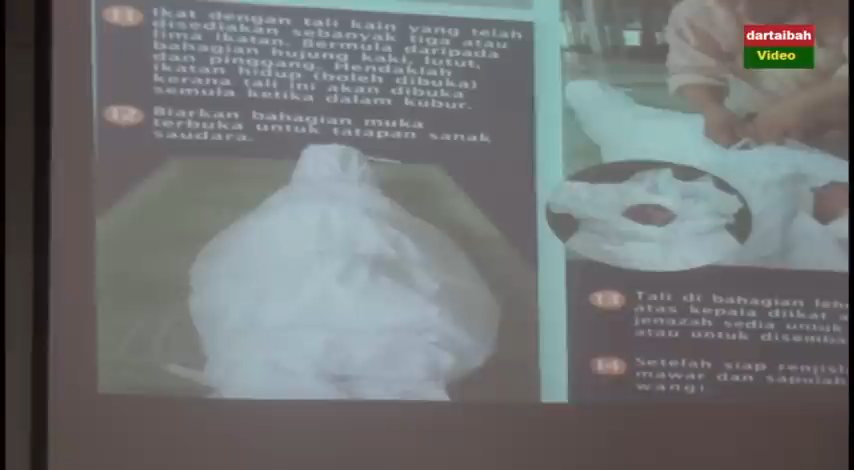 11 Ikat dengan tali kain yang telah
disediakan sebanyak tiga atau
lima ikatan. Bermula daripada
bahagian hujung kaki, lutut,
dan pinggang. Hendaklah
ikatan hidup (boleh dibuka)
kerana tali ini akan dibuka
semula ketika dalam kubur.
12 Biarkan bahagian muka
terbuka untuk tatapan sanak
saudara.
dartaibah
Video
13 Tali di bahagian
atas kepala diikat
jenazah sedia untuk
atau untuk
14 Setelah siap
mawar dan
wangi